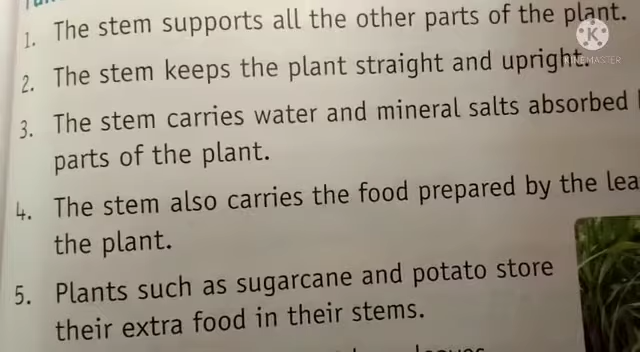 1. The stem supports all the other parts of the plant.
2. The stem keeps the plant straight and upright.
3. The stem carries water and mineral salts absorbed
parts of the plant.
4. The stem also carries the food prepared by the lea
the plant.
5. Plants such as sugarcane and potato store
their extra food in their stems.
K
KINEMASTER